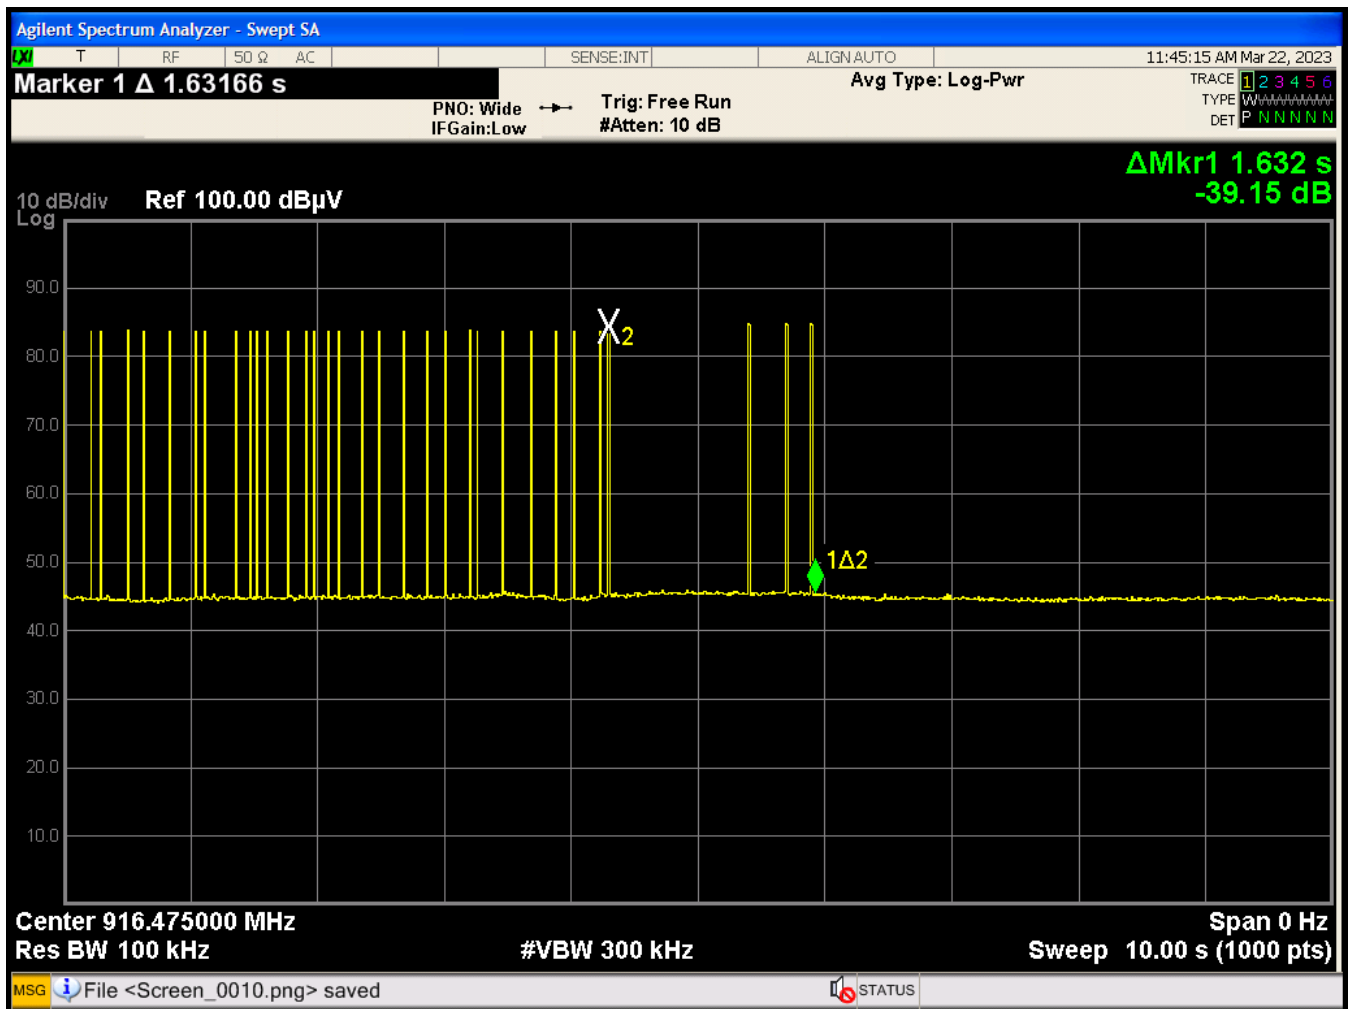 Agilent Spectrum Analyzer - Swept SA
LXI T RF 50 Ω AC SENSE:INT ALIGN AUTO 11:45:15 AM Mar 22, 2023
Marker 1 Δ 1.63166 s
PNO: Wide
IFGain:Low
Trig: Free Run
#Atten: 10 dB
Avg Type: Log-Pwr
TRACE 1 2 3 4 5 6
TYPE W
DET P N N N N N
ΔMkr1 1.632 s
-39.15 dB
10 dB/div Ref 100.00 dBµV
Log
90.0
80.0
70.0
60.0
50.0
40.0
30.0
20.0
10.0
X2
1Δ2
Center 916.475000 MHz Span 0 Hz
Res BW 100 kHz #VBW 300 kHz Sweep 10.00 s (1000 pts)
MSG File <Screen_0010.png> saved STATUS